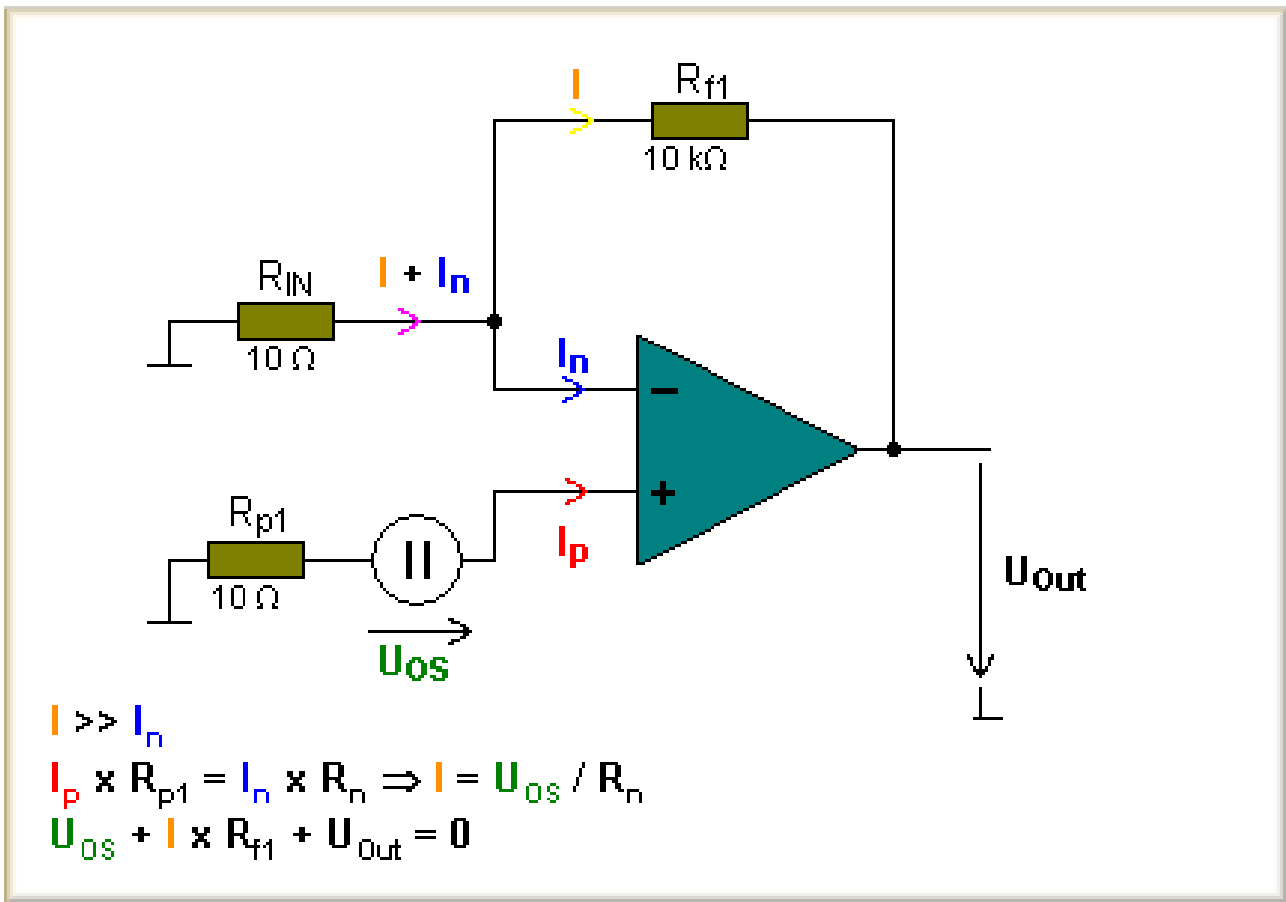 I
Rf1
10 kΩ
RIN
I + In
10 Ω
In
−
Rp1
+
Ip
10 Ω
UOut
UOS
I >> In
Ip x Rp1 = In x Rn ⇒ I = UOS / Rn
UOS + I x Rf1 + UOut = 0